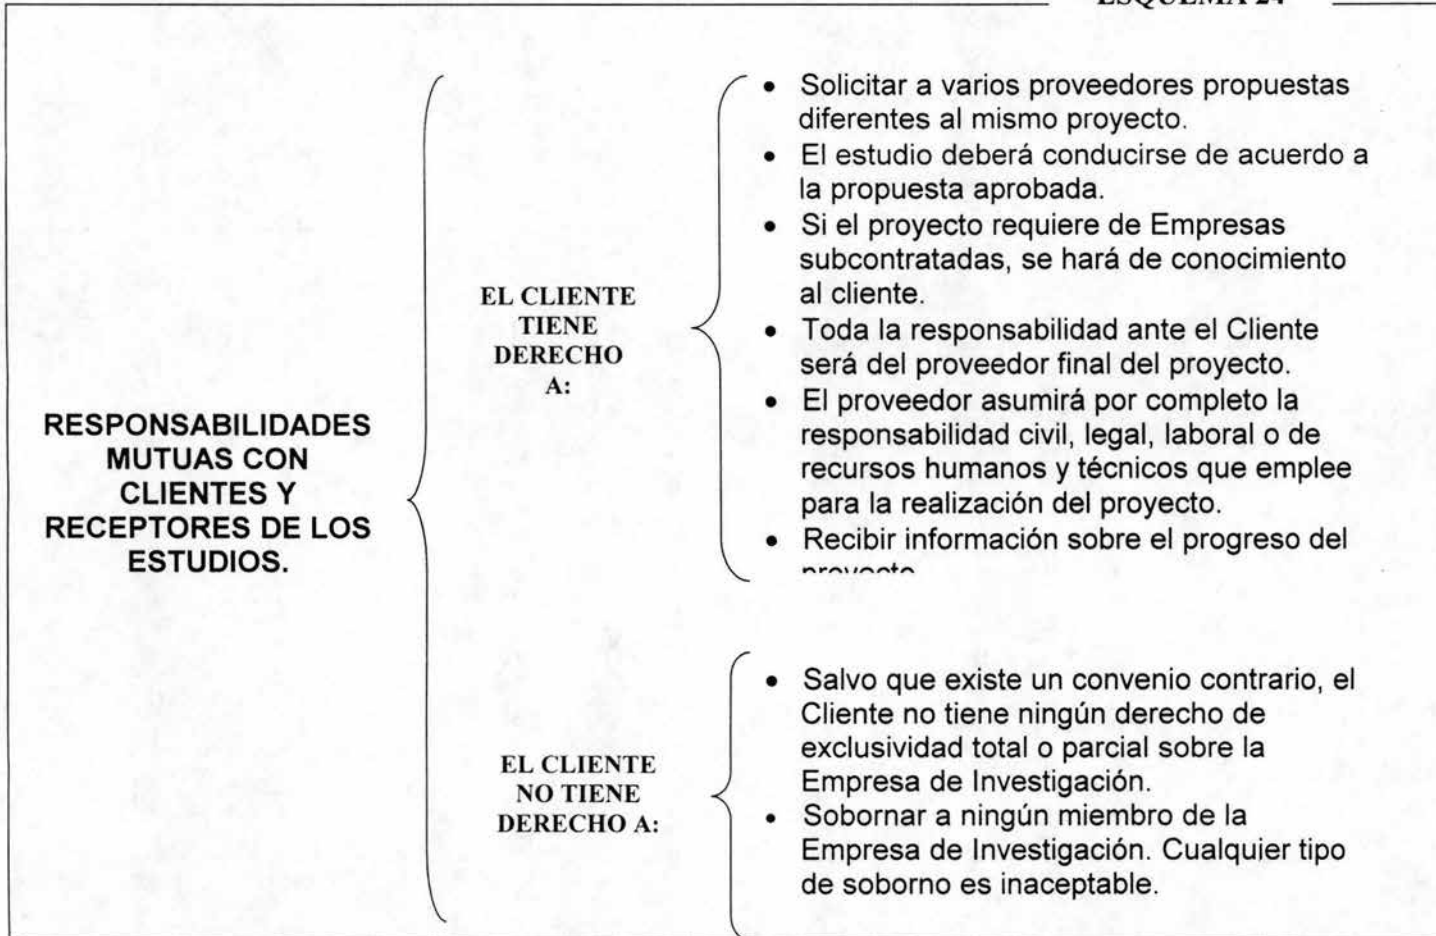 ESQUEMA 24
RESPONSABILIDADES
MUTUAS CON
CLIENTES Y
RECEPTORES DE LOS
ESTUDIOS.
EL CLIENTE
TIENE
DERECHO
A:
• Solicitar a varios proveedores propuestas
diferentes al mismo proyecto.
• El estudio deberá conducirse de acuerdo a
la propuesta aprobada.
• Si el proyecto requiere de Empresas
subcontratadas, se hará de conocimiento
al cliente.
• Toda la responsabilidad ante el Cliente
será del proveedor final del proyecto.
• El proveedor asumirá por completo la
responsabilidad civil, legal, laboral o de
recursos humanos y técnicos que emplee
para la realización del proyecto.
• Recibir información sobre el progreso del
proyecto
EL CLIENTE
NO TIENE
DERECHO A:
• Salvo que existe un convenio contrario, el
Cliente no tiene ningún derecho de
exclusividad total o parcial sobre la
Empresa de Investigación.
• Sobornar a ningún miembro de la
Empresa de Investigación. Cualquier tipo
de soborno es inaceptable.